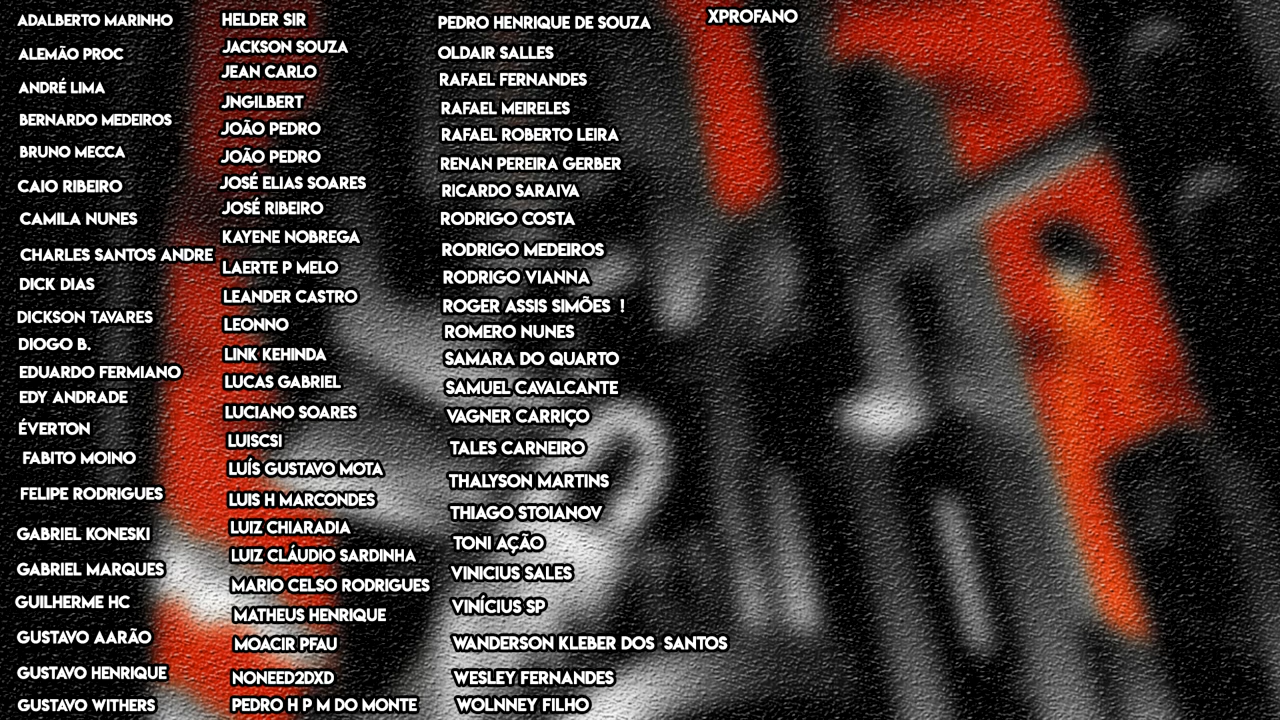 ADALBERTO MARINHO
ALEMÃO PROC
ANDRÉ LIMA
BERNARDO MEDEIROS
BRUNO MECCA
CAIO RIBEIRO
CAMILA NUNES
CHARLES SANTOS ANDRE
DICK DIAS
DICKSON TAVARES
DIOGO B.
EDUARDO FERMIANO
EDY ANDRADE
ÉVERTON
FABITO MOINO
FELIPE RODRIGUES
GABRIEL KONESKI
GABRIEL MARQUES
GUILHERME HC
GUSTAVO AARÃO
GUSTAVO HENRIQUE
GUSTAVO WITHERS
HELDER SIR
JACKSON SOUZA
JEAN CARLO
JNGILBERT
JOÃO PEDRO
JOÃO PEDRO
JOSÉ ELIAS SOARES
JOSÉ RIBEIRO
KAYENE NOBREGA
LAERTE P MELO
LEANDER CASTRO
LEONNO
LINK KEHINDA
LUCAS GABRIEL
LUCIANO SOARES
LUISCSI
LUÍS GUSTAVO MOTA
LUIS H MARCONDES
LUIZ CHIARADIA
LUIZ CLÁUDIO SARDINHA
MARIO CELSO RODRIGUES
MATHEUS HENRIQUE
MOACIR PFAU
NONEED2DXD
PEDRO H P M DO MONTE
PEDRO HENRIQUE DE SOUZA
OLDAIR SALLES
RAFAEL FERNANDES
RAFAEL MEIRELES
RAFAEL ROBERTO LEIRA
RENAN PEREIRA GERBER
RICARDO SARAIVA
RODRIGO COSTA
RODRIGO MEDEIROS
RODRIGO VIANNA
ROGER ASSIS SIMÕES !
ROMERO NUNES
SAMARA DO QUARTO
SAMUEL CAVALCANTE
VAGNER CARRIÇO
TALES CARNEIRO
THALYSON MARTINS
THIAGO STOIANOV
TONI AÇÃO
VINICIUS SALES
VINÍCIUS SP
WANDERSON KLEBER DOS SANTOS
WESLEY FERNANDES
WOLNNEY FILHO
XPROFANO